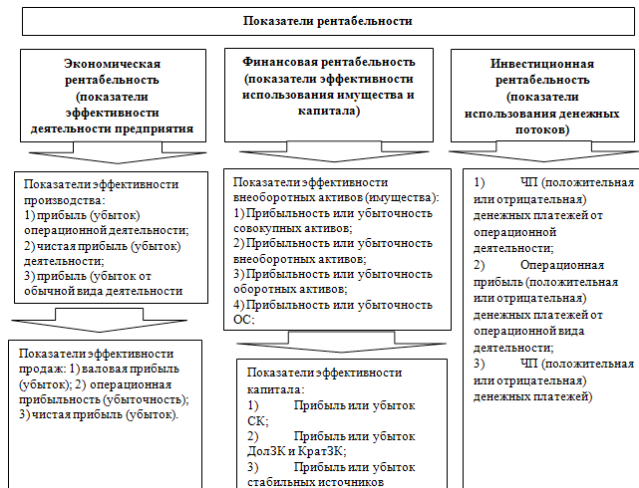 Показатели рентабельности
Экономическая
рентабельность
(показатели
эффективности
деятельности предприятия
Финансовая рентабельность
(показатели эффективности
использования имущества и
капитала)
Инвестиционная
рентабельность
(показатели
использования денежных
потоков)
Показатели эффективности
производства:
1) прибыль (убыток)
операционной деятельности;
2) чистая прибыль (убыток)
деятельности;
3) прибыль (убыток от
обычной вида деятельности
Показатели эффективности
продаж: 1) валовая прибыль
(убыток); 2) операционная
прибыльность (убыточность);
3) чистая прибыль (убыток).
Показатели эффективности
внеоборотных активов (имущества):
1) Прибыльность или убыточность
совокупных активов;
2) Прибыльность или убыточность
внеоборотных активов;
3) Прибыльность или убыточность
оборотных активов;
4) Прибыльность или убыточность
ОС;
Показатели эффективности
капитала:
1) Прибыль или убыток
СК;
2) Прибыль или убыток
ДолЗК и КратЗК;
3) Прибыль или убыток
стабильных источников
1) ЧП (положительная
или отрицательная)
денежных платежей от
операционной
деятельности;
2) Операционная
прибыль (положительная
или отрицательная)
денежных платежей от
операционной вида
деятельности;
3) ЧП (положительная
или отрицательная)
денежных платежей)